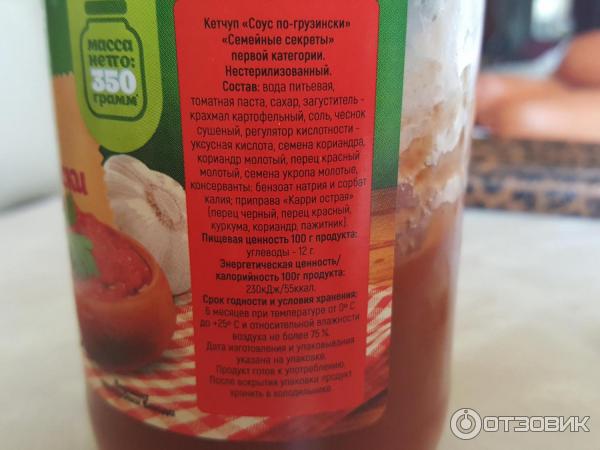 масса
нетто:
350
грамм
Кетчуп «Соус по-грузински»
«Семейные секреты»
первой категории.
Нестерилизованный.
Состав: вода питьевая,
томатная паста, сахар, загуститель -
крахмал картофельный, соль, чеснок
сушеный, регулятор кислотности -
уксусная кислота, семена кориандра,
кориандр молотый, перец красный
молотый, семена укропа молотые,
консерванты: бензоат натрия и сорбат
калия; приправа «Карри острая»
(перец черный, перец красный,
куркума, кориандр, пажитник).
Пищевая ценность 100 г продукта:
углеводы - 12 г.
Энергетическая ценность/
калорийность 100г продукта:
230кДж/55ккал.
Срок годности и условия хранения:
6 месяцев при температуре от 0° С
до +25° С и относительной влажности
воздуха не более 75 %.
Дата изготовления и упаковывания
указана на упаковке.
Продукт готов к употреблению.
После вскрытия упаковки продукт
хранить в холодильнике.
ОТЗОВИК